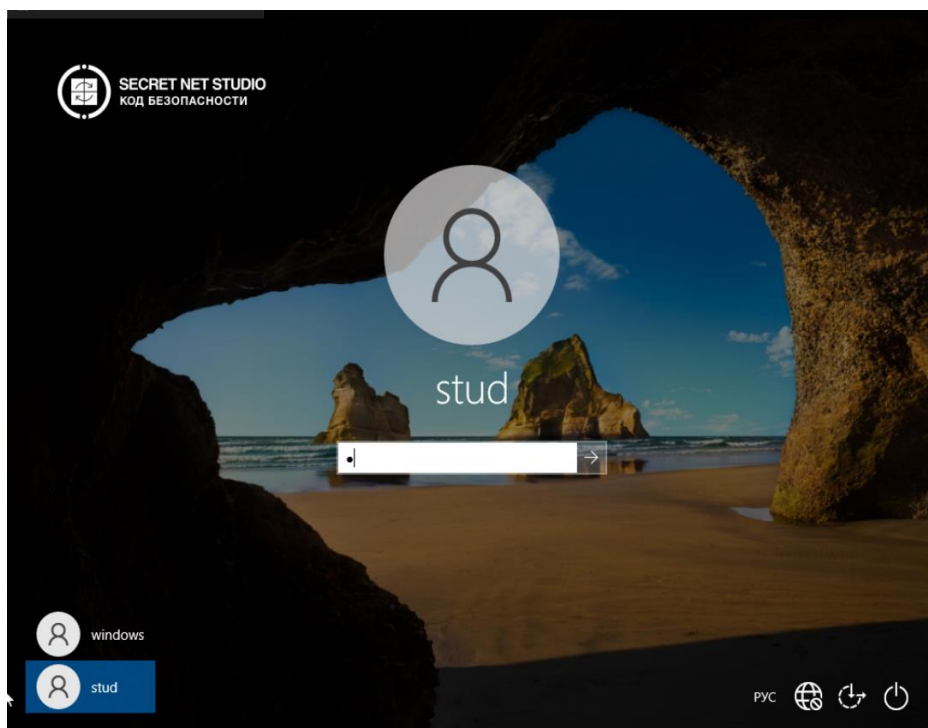 SECRET NET STUDIO
КОД БЕЗОПАСНОСТИ
stud
windows
stud
РУС